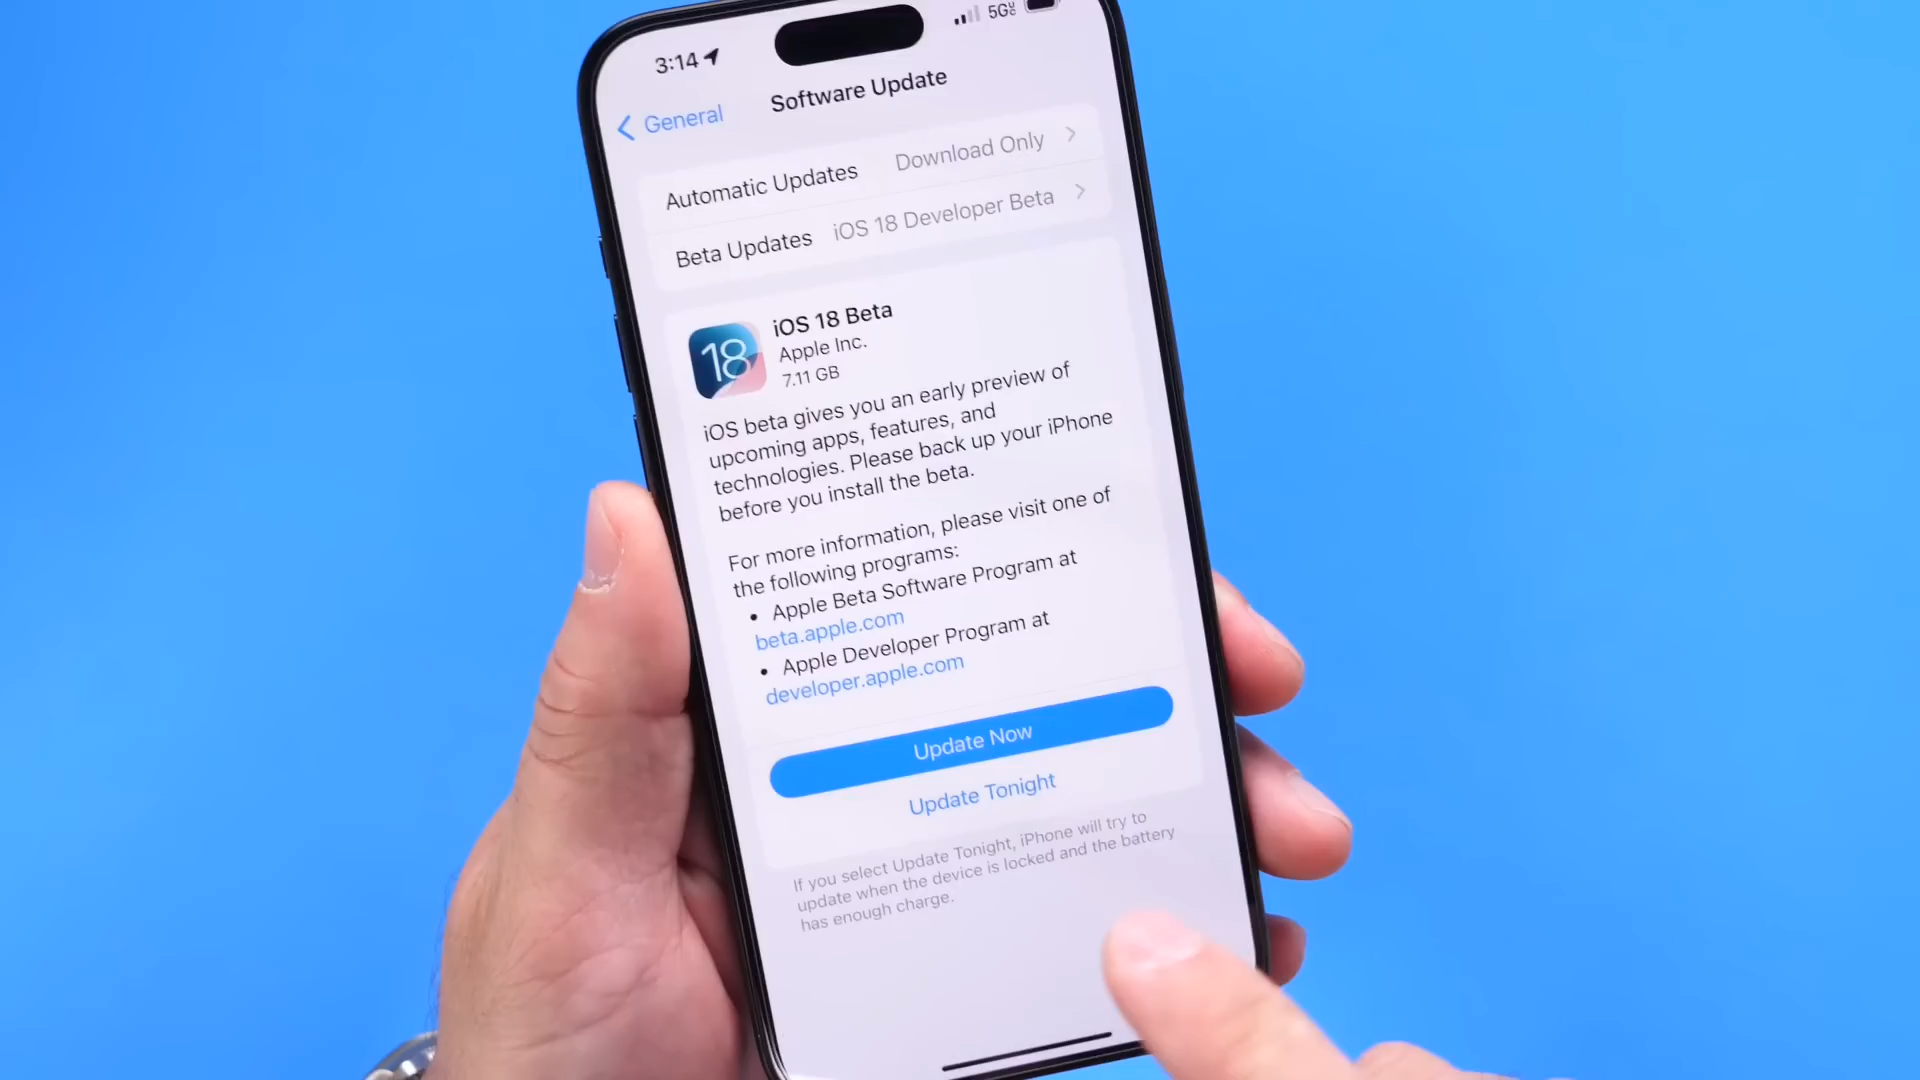 3:14
5G
Software Update
General
Automatic Updates Download Only
Beta Updates iOS 18 Developer Beta
18
iOS 18 Beta
Apple Inc.
7.11 GB
iOS beta gives you an early preview of
upcoming apps, features, and
technologies. Please back up your iPhone
before you install the beta.
For more information, please visit one of
the following programs:
• Apple Beta Software Program at
beta.apple.com
• Apple Developer Program at
developer.apple.com
Update Now
Update Tonight
If you select Update Tonight, iPhone will try to
update when the device is locked and the battery
has enough charge.